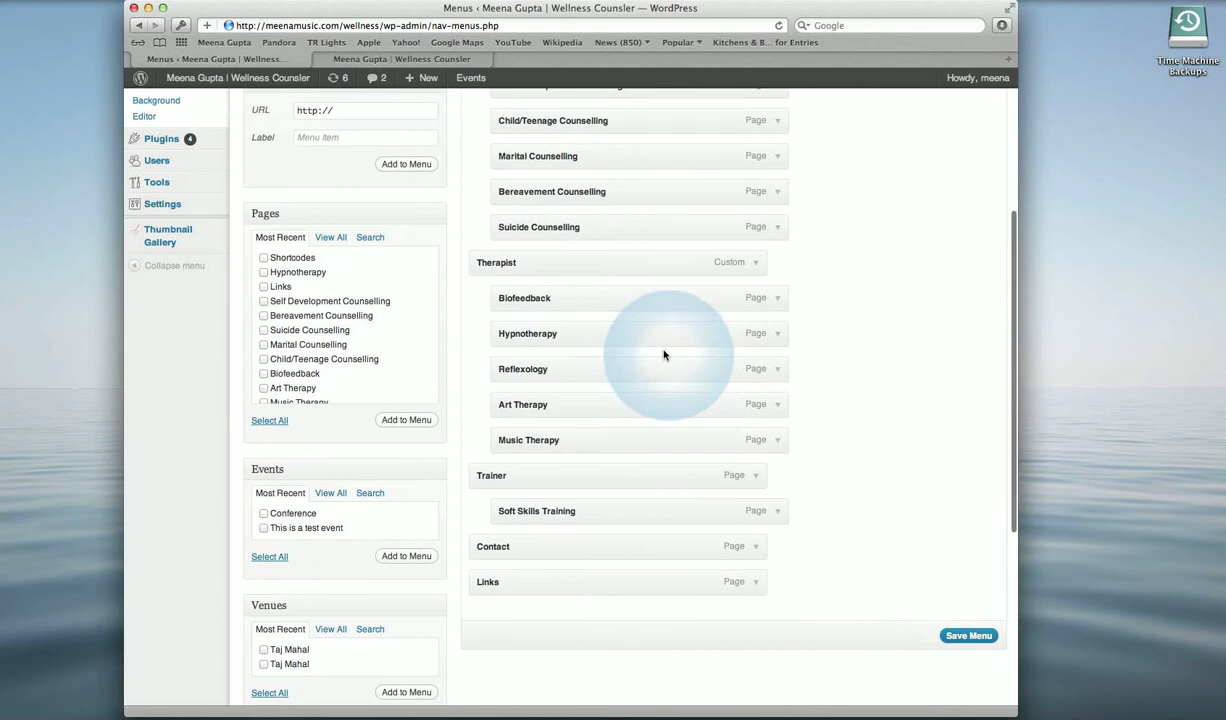 Menus ‹ Meena Gupta | Wellness Counsler — WordPress
http://meenamusic.com/wellness/wp-admin/nav-menus.php
Google
Meena Gupta Pandora TR Lights Apple Yahoo! Google Maps YouTube Wikipedia News (850) Popular Kitchens & B... for Entries
Menus ‹ Meena Gupta | Wellness...
Meena Gupta | Wellness Counsler
Meena Gupta | Wellness Counsler 6 2 + New Events Howdy, meena
Time Machine
Backups
Background
Editor
Plugins 4
Users
Tools
Settings
Thumbnail
Gallery
Collapse menu
URL http://
Label Menu Item
Add to Menu
Pages
Most Recent View All Search
Shortcodes
Hypnotherapy
Links
Self Development Counselling
Bereavement Counselling
Suicide Counselling
Marital Counselling
Child/Teenage Counselling
Biofeedback
Art Therapy
Music Therapy
Select All Add to Menu
Events
Most Recent View All Search
Conference
This is a test event
Select All Add to Menu
Venues
Most Recent View All Search
Taj Mahal
Taj Mahal
Select All Add to Menu
Child/Teenage Counselling Page
Marital Counselling Page
Bereavement Counselling Page
Suicide Counselling Page
Therapist Custom
Biofeedback Page
Hypnotherapy Page
Reflexology Page
Art Therapy Page
Music Therapy Page
Trainer Page
Soft Skills Training Page
Contact Page
Links Page
Save Menu